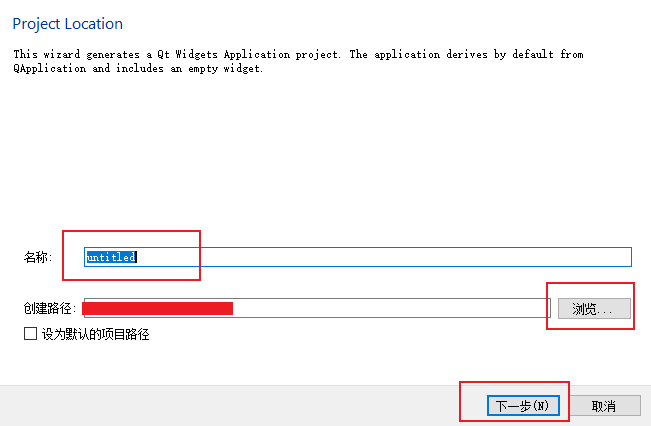 Project Location
This wizard generates a Qt Widgets Application project. The application derives by default from
QApplication and includes an empty widget.
名称: untitled
创建路径: 浏览...
设为默认的项目路径
下一步(N) 取消